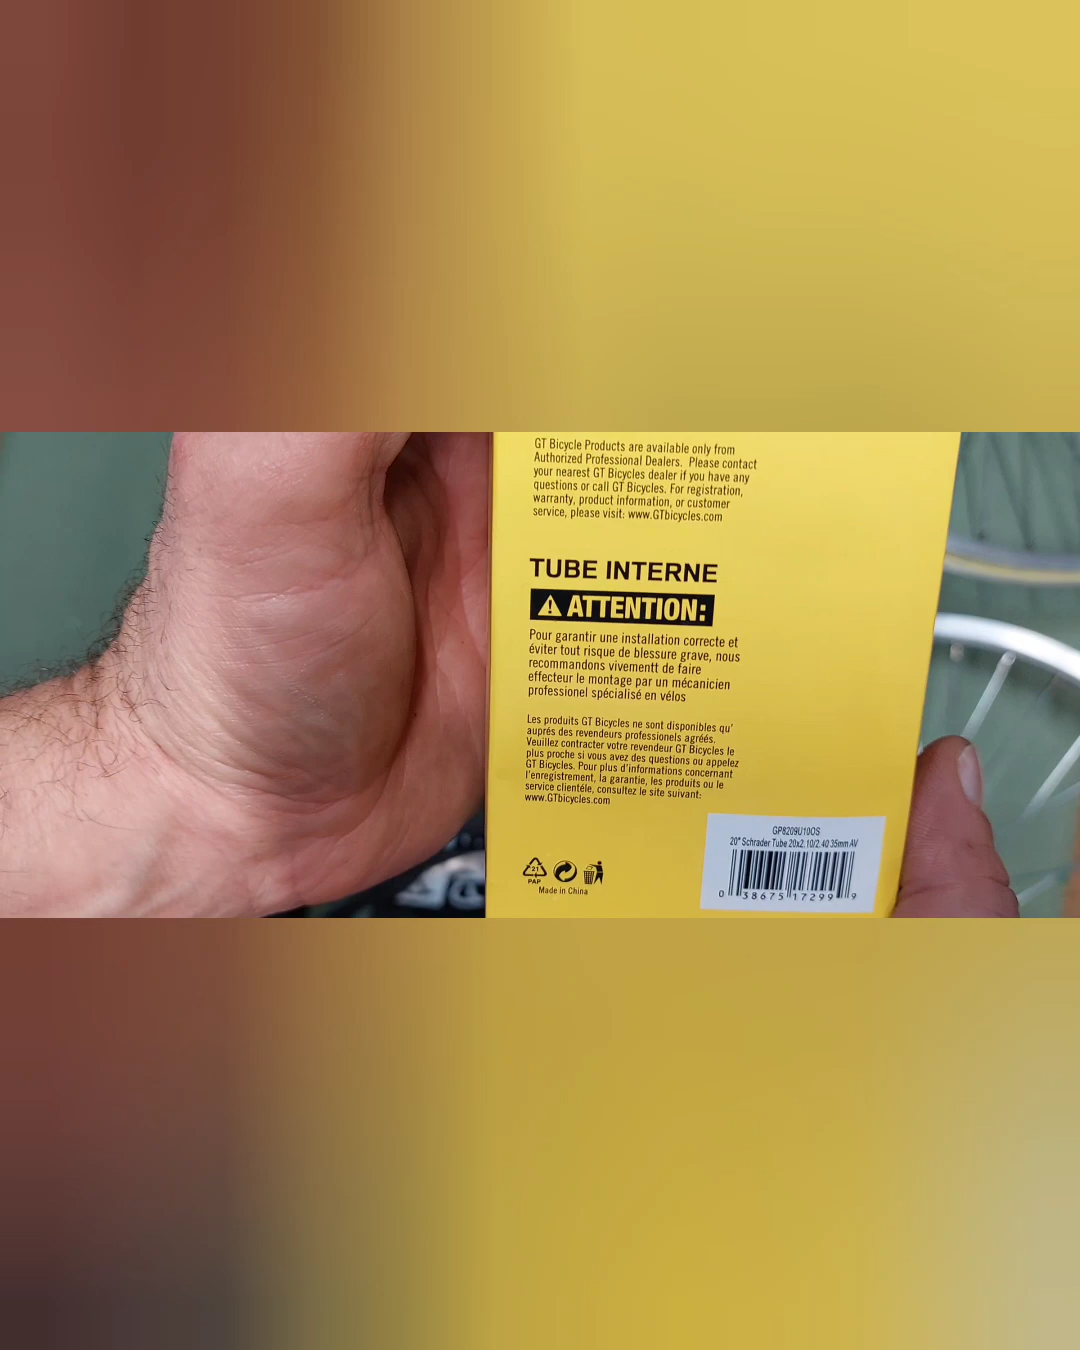 GT Bicycle Products are available only from
Authorized Professional Dealers. Please contact
your nearest GT Bicycles dealer if you have any
questions or call GT Bicycles. For registration,
warranty, product information, or customer
service, please visit: www.GTbicycles.com
TUBE INTERNE
ATTENTION:
Pour garantir une installation correcte et
éviter tout risque de blessure grave, nous
recommandons vivementt de faire
effecteur le montage par un mécanicien
professionel spécialisé en vélos
Les produits GT Bicycles ne sont disponibles qu'
auprés des revendeurs professionels agréés.
Veuillez contracter votre revendeur GT Bicycles le
plus proche si vous avez des questions ou appelez
GT Bicycles. Pour plus d'informations concernant
l'enregistrement, la garantie, les produits ou le
service clientéle, consultez le site suivant:
www.GTbicycles.com
GP8209U10OS
20" Schrader Tube 20x2.10/2.40 35mm AV
0 38675 17299 9
21
PAP
Made in China